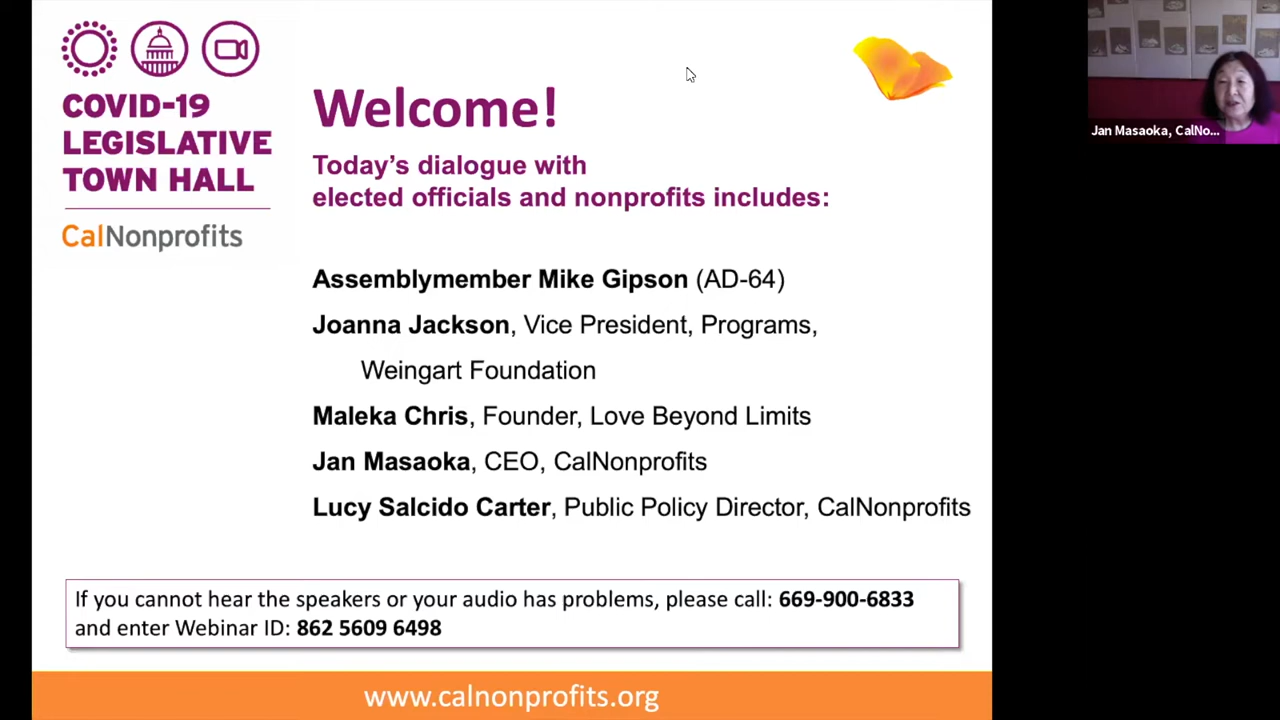 COVID-19
LEGISLATIVE
TOWN HALL
CalNonprofits
Welcome!
Today's dialogue with
elected officials and nonprofits includes:
Assemblymember Mike Gipson (AD-64)
Joanna Jackson, Vice President, Programs,
Weingart Foundation
Maleka Chris, Founder, Love Beyond Limits
Jan Masaoka, CEO, CalNonprofits
Lucy Salcido Carter, Public Policy Director, CalNonprofits
If you cannot hear the speakers or your audio has problems, please call: 669-900-6833
and enter Webinar ID: 862 5609 6498
www.calnonprofits.org
Jan Masaoka, CalNo...